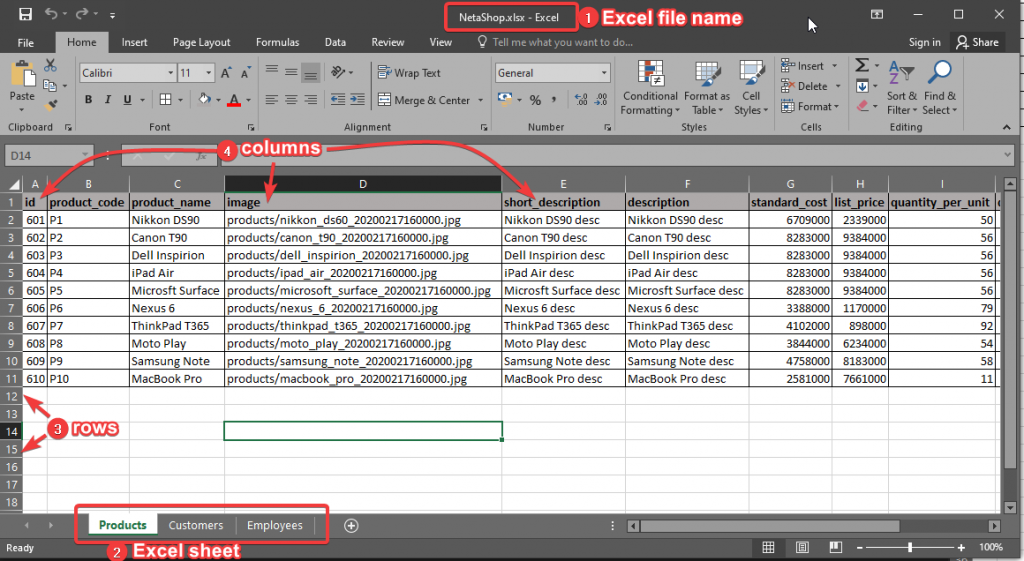 NetaShop.xlsx - Excel
1 Excel file name
File Home Insert Page Layout Formulas Data Review View Tell me what you want to do... Sign in Share
Paste
Clipboard
Calibri 11
B I U
Font
Wrap Text
Merge & Center
Alignment
General
% ,
Number
Conditional Formatting
Format as Table
Cell Styles
Styles
Insert
Delete
Format
Cells
Sort & Filter
Find & Select
Editing
D14 fx
4 columns
A B C D E F G H I
1 id product_code product_name image short_description description standard_cost list_price quantity_per_unit
2 601 P1 Nikkon DS90 products/nikkon_ds60_20200217160000.jpg Nikkon DS90 desc Nikkon DS90 desc 6709000 2339000 50
3 602 P2 Canon T90 products/canon_t90_20200217160000.jpg Canon T90 desc Canon T90 desc 8283000 9384000 56
4 603 P3 Dell Inspirion products/dell_inspirion_20200217160000.jpg Dell Inspirion desc Dell Inspirion desc 8283000 9384000 56
5 604 P4 iPad Air products/ipad_air_20200217160000.jpg iPad Air desc iPad Air desc 8283000 9384000 56
6 605 P5 Microsft Surface products/microsoft_surface_20200217160000.jpg Microsft Surface desc Microsft Surface desc 8283000 9384000 56
7 606 P6 Nexus 6 products/nexus_6_20200217160000.jpg Nexus 6 desc Nexus 6 desc 3388000 1170000 79
8 607 P7 ThinkPad T365 products/thinkpad_t365_20200217160000.jpg ThinkPad T365 desc ThinkPad T365 desc 4102000 898000 92
9 608 P8 Moto Play products/moto_play_20200217160000.jpg Moto Play desc Moto Play desc 3844000 6234000 54
10 609 P9 Samsung Note products/samsung_note_20200217160000.jpg Samsung Note desc Samsung Note desc 4758000 8183000 58
11 610 P10 MacBook Pro products/macbook_pro_20200217160000.jpg MacBook Pro desc MacBook Pro desc 2581000 7661000 11
12
13
14 3 rows
15
16
17
18
Products Customers Employees
2 Excel sheet
Ready 100%